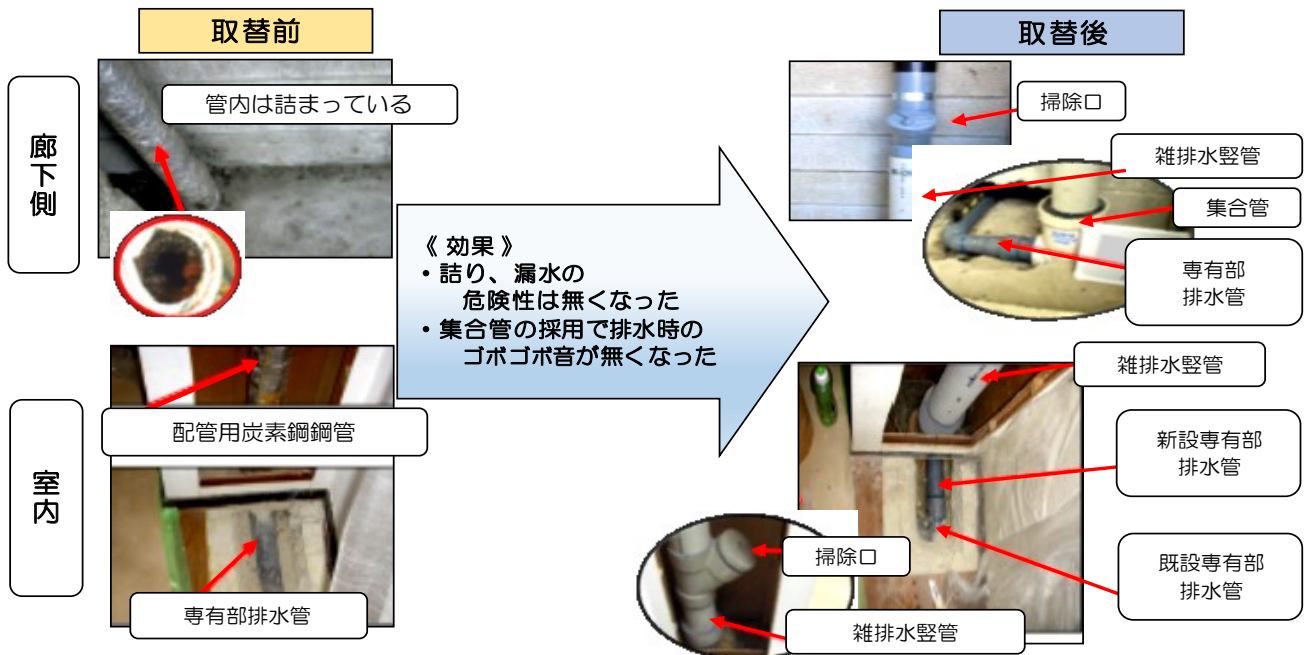 取替前
取替後
廊下側
管内は詰まっている
掃除口
雑排水竪管
集合管
専有部
排水管
《 効果 》
・詰り、漏水の
危険性は無くなった
・集合管の採用で排水時の
ゴボゴボ音が無くなった
室内
配管用炭素鋼鋼管
専有部排水管
雑排水竪管
新設専有部
排水管
既設専有部
排水管
掃除口
雑排水竪管